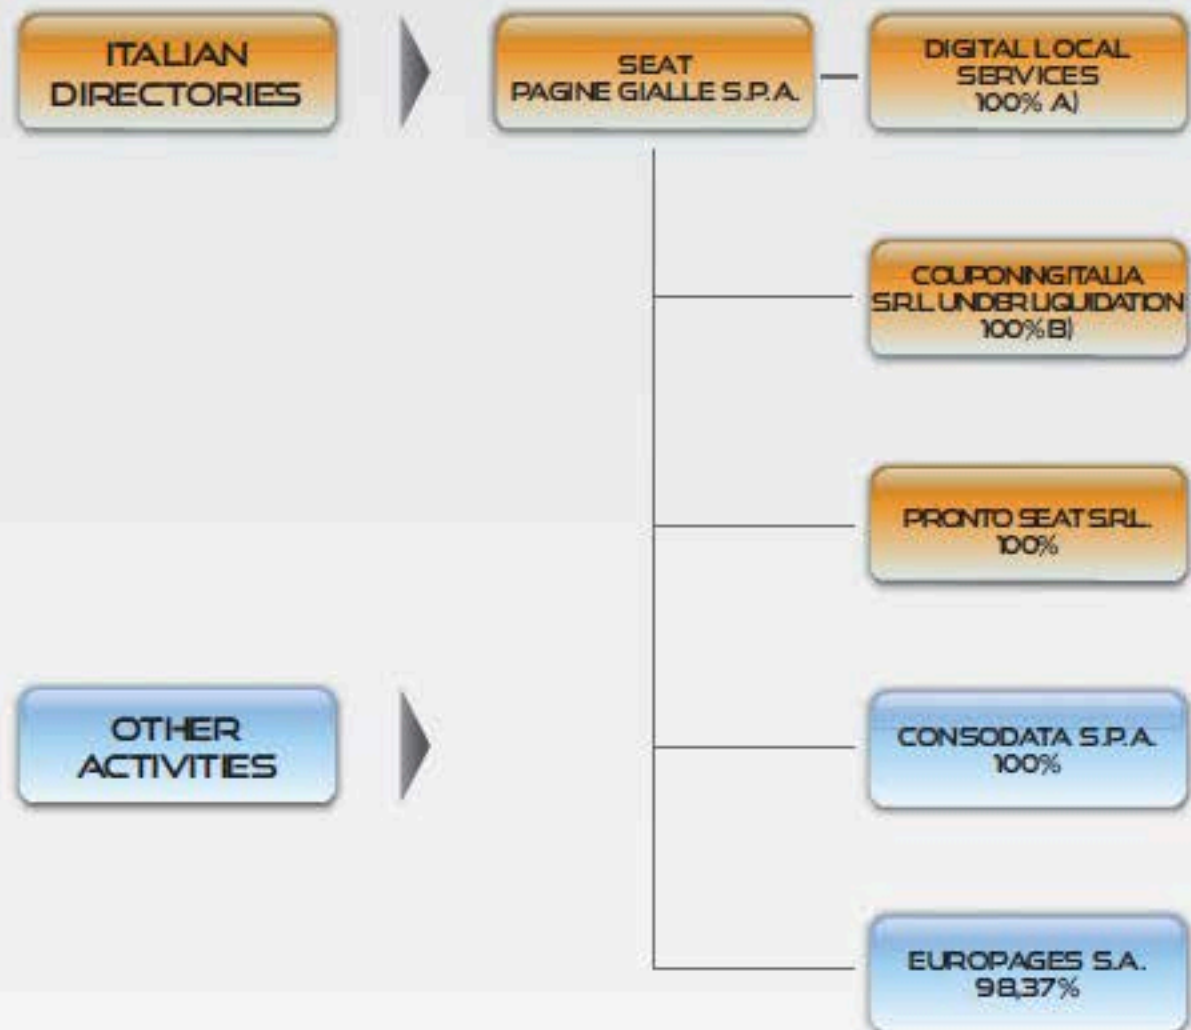 ITALIAN
DIRECTORIES
SEAT
PAGINE GIALLE S.P.A.
DIGITAL LOCAL
SERVICES
100% A)
COUPONING ITALIA
S.R.L. UNDER LIQUIDATION
100% B)
PRONTO SEAT S.R.L.
100%
OTHER
ACTIVITIES
CONSODATA S.P.A.
100%
EUROPAGES S.A.
98,37%